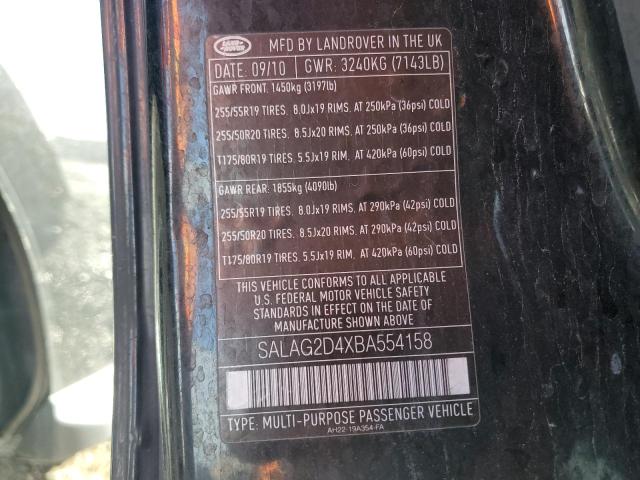 LAND ROVER
MFD BY LANDROVER IN THE UK
DATE: 09/10 GWR: 3240KG (7143LB)
GAWR FRONT: 1450kg (3197lb)
255/55R19 TIRES. 8.0Jx19 RIMS. AT 250kPa (36psi) COLD
255/50R20 TIRES. 8.5Jx20 RIMS. AT 250kPa (36psi) COLD
T175/80R19 TIRES. 5.5Jx19 RIM. AT 420kPa (60psi) COLD
GAWR REAR: 1855kg (4090lb)
255/55R19 TIRES. 8.0Jx19 RIMS. AT 290kPa (42psi) COLD
255/50R20 TIRES. 8.5Jx20 RIMS. AT 290kPa (42psi) COLD
T175/80R19 TIRES. 5.5Jx19 RIM. AT 420kPa (60psi) COLD
THIS VEHICLE CONFORMS TO ALL APPLICABLE
U.S. FEDERAL MOTOR VEHICLE SAFETY
STANDARDS IN EFFECT ON THE DATE OF
MANUFACTURE SHOWN ABOVE.
SALAG2D4XBA554158
TYPE: MULTI-PURPOSE PASSENGER VEHICLE
AH22-19A354-FA